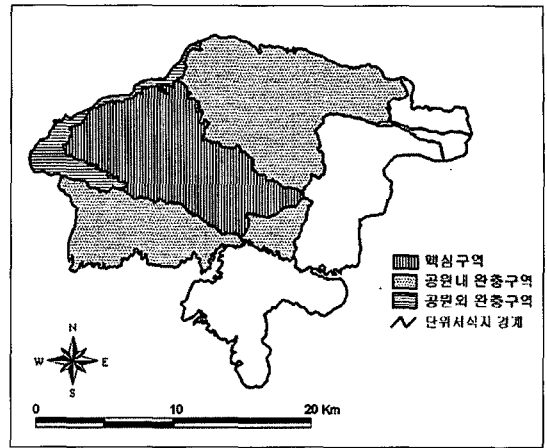 핵심구역
공원내 완충구역
공원외 완충구역
단위서식지 경계
N
W E
S
0 10 20 Km